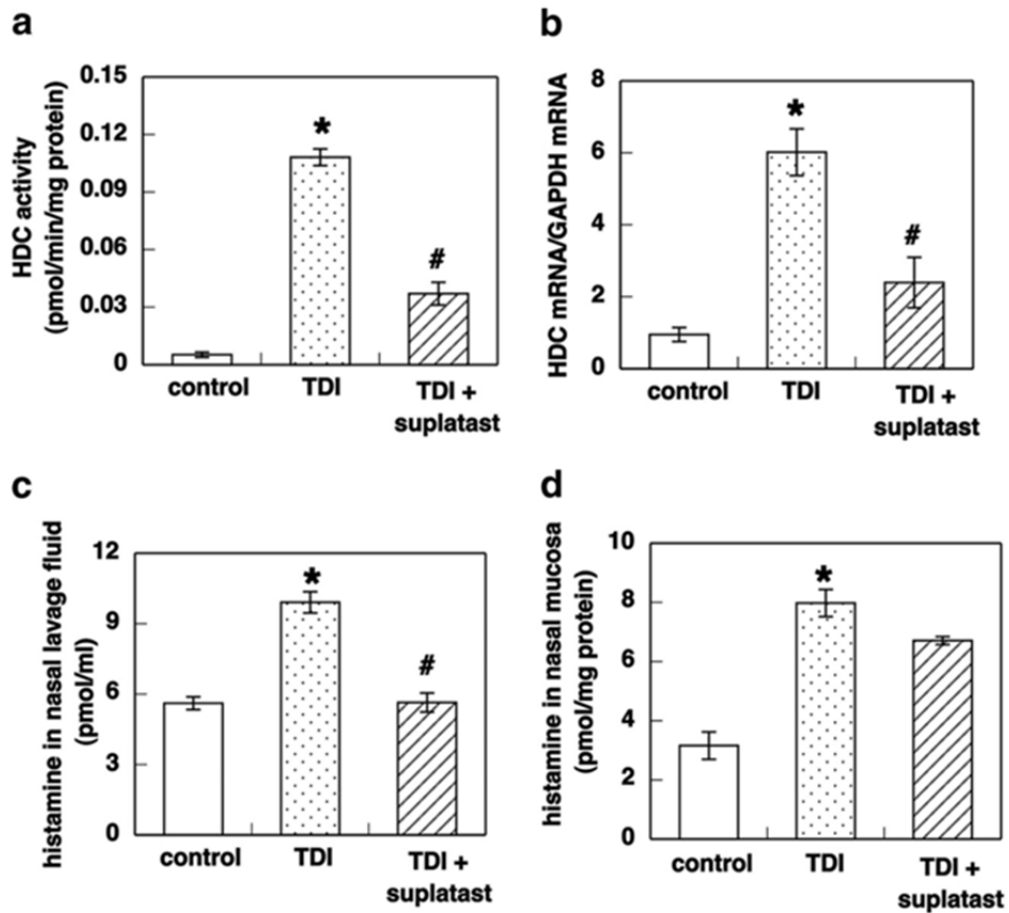 a
HDC activity
(pmol/min/mg protein)
0.15
0.12
0.09
0.06
0.03
0
*
#
control
TDI
TDI +
suplatast
b
HDC mRNA/GAPDH mRNA
8
6
4
2
0
*
#
control
TDI
TDI +
suplatast
c
histamine in nasal lavage fluid
(pmol/ml)
12
9
6
3
0
*
#
control
TDI
TDI +
suplatast
d
histamine in nasal mucosa
(pmol/mg protein)
10
8
6
4
2
0
*
control
TDI
TDI +
suplatast